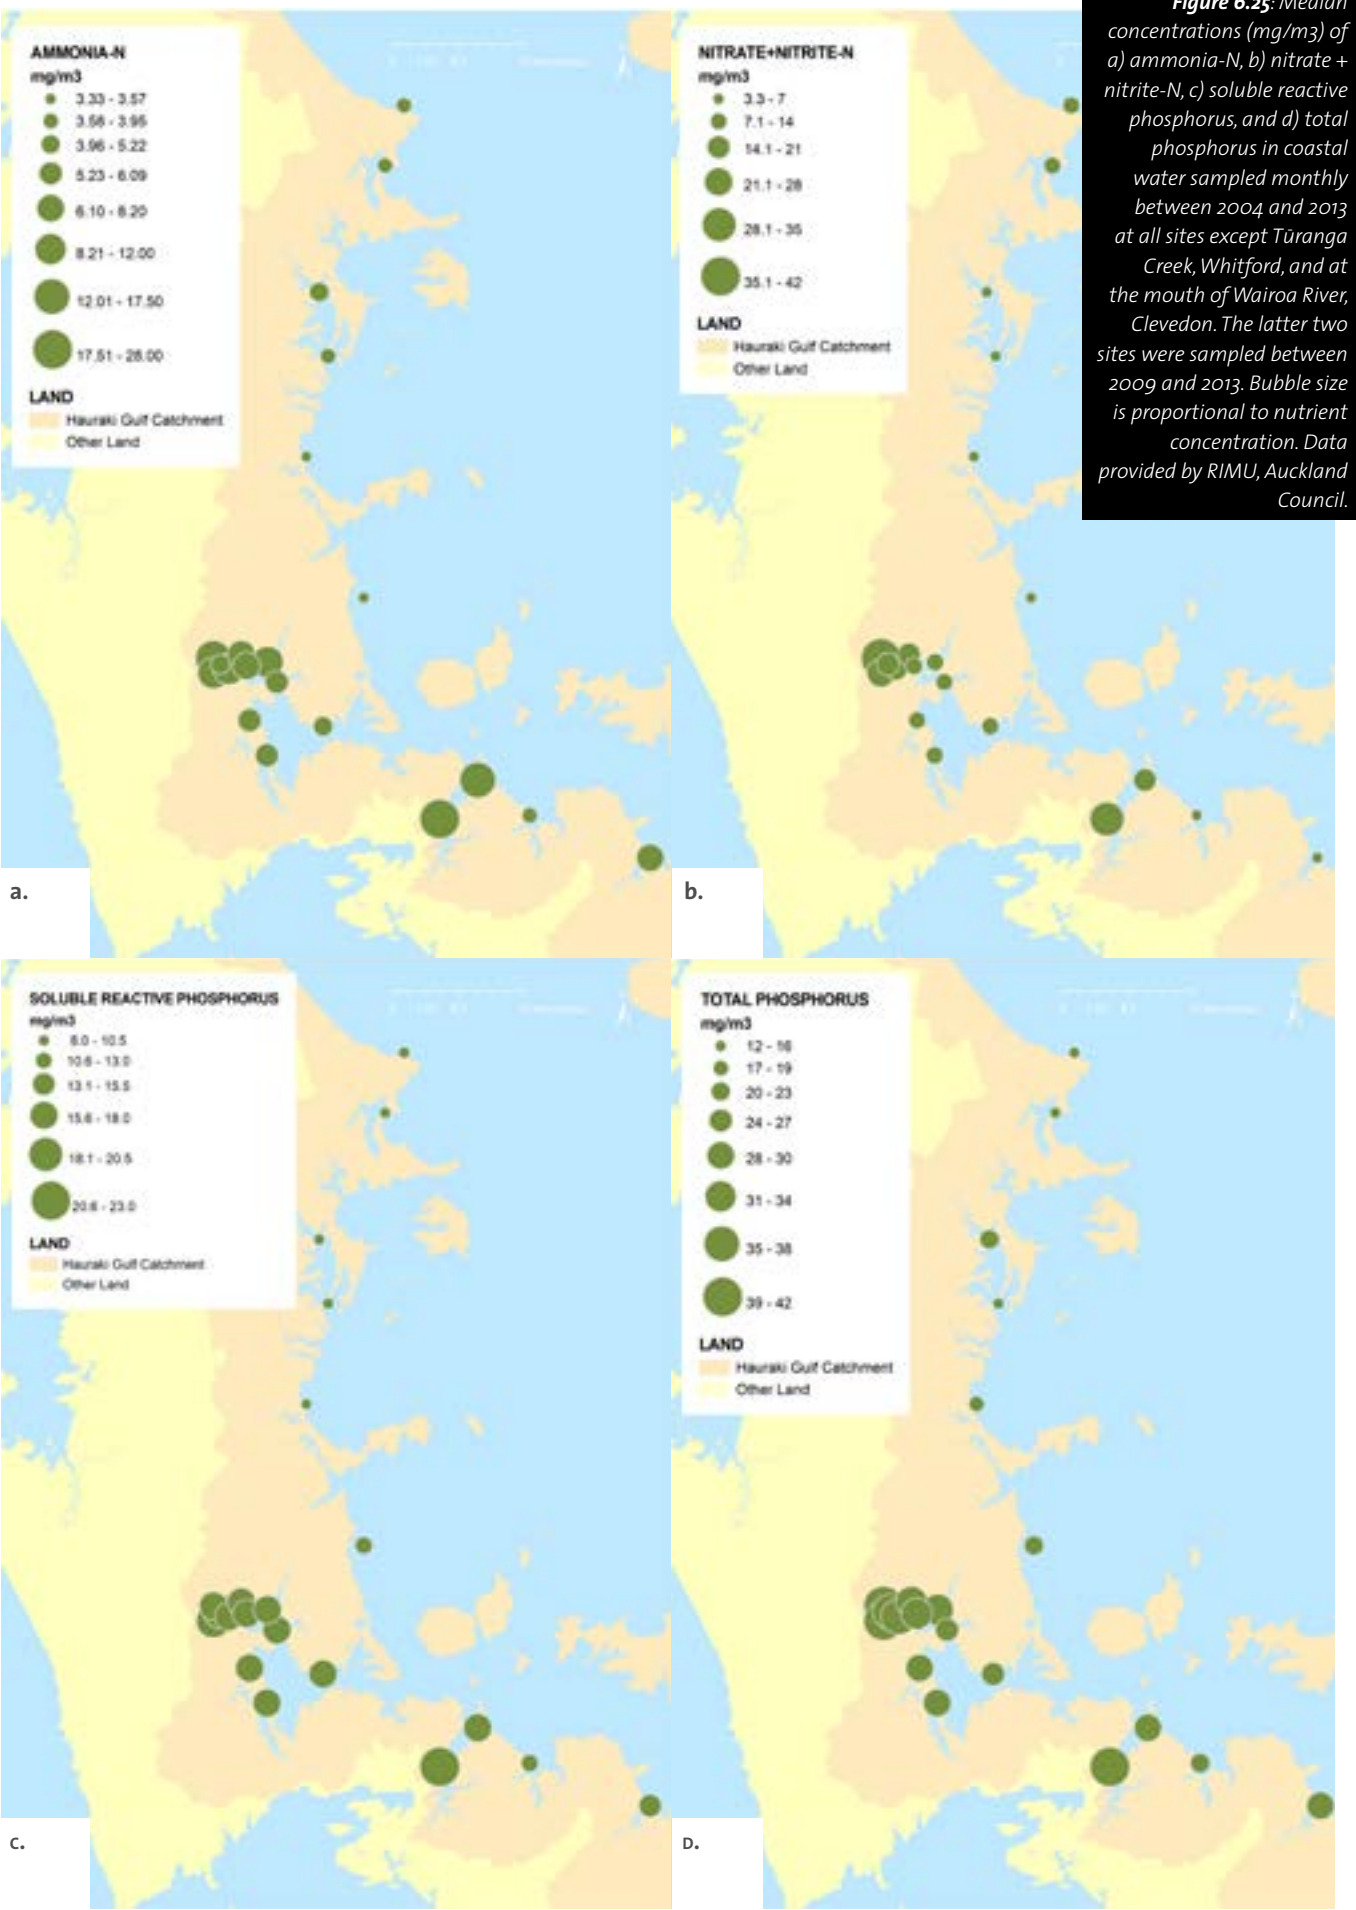 Figure 6.25: Median
concentrations (mg/m3) of
a) ammonia-N, b) nitrate +
nitrite-N, c) soluble reactive
phosphorus, and d) total
phosphorus in coastal
water sampled monthly
between 2004 and 2013
at all sites except Tūranga
Creek, Whitford, and at
the mouth of Wairoa River,
Clevedon. The latter two
sites were sampled between
2009 and 2013. Bubble size
is proportional to nutrient
concentration. Data
provided by RIMU, Auckland
Council.
AMMONIA-N
mg/m3
3.33 - 3.57
3.58 - 3.95
3.96 - 5.22
5.23 - 6.09
6.10 - 8.20
8.21 - 12.00
12.01 - 17.50
17.51 - 28.00
LAND
Hauraki Gulf Catchment
Other Land
a.
NITRATE+NITRITE-N
mg/m3
3.3 - 7
7.1 - 14
14.1 - 21
21.1 - 28
28.1 - 35
35.1 - 42
LAND
Hauraki Gulf Catchment
Other Land
b.
SOLUBLE REACTIVE PHOSPHORUS
mg/m3
8.0 - 10.5
10.6 - 13.0
13.1 - 15.5
15.6 - 18.0
18.1 - 20.5
20.6 - 23.0
LAND
Hauraki Gulf Catchment
Other Land
c.
TOTAL PHOSPHORUS
mg/m3
12 - 16
17 - 19
20 - 23
24 - 27
28 - 30
31 - 34
35 - 38
39 - 42
LAND
Hauraki Gulf Catchment
Other Land
D.